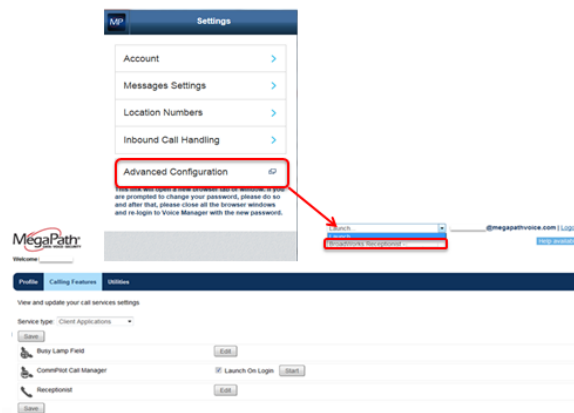 MP
Settings
Account
Messages Settings
Location Numbers
Inbound Call Handling
Advanced Configuration
This link will open a new browser tab or window. If you
are prompted to change your password, please do so
and after that, please close all the browser windows
and re-login to Voice Manager with the new password.
Launch...
Launch...
BroadWorks Receptionist
@megapathvoice.com | Logo
Help availab
MegaPath
Welcome
Profile Calling Features Utilities
View and update your call services settings
Service type: Client Applications
Save
Busy Lamp Field Edit
CommPilot Call Manager Launch On Login Start
Receptionist Edit
Save